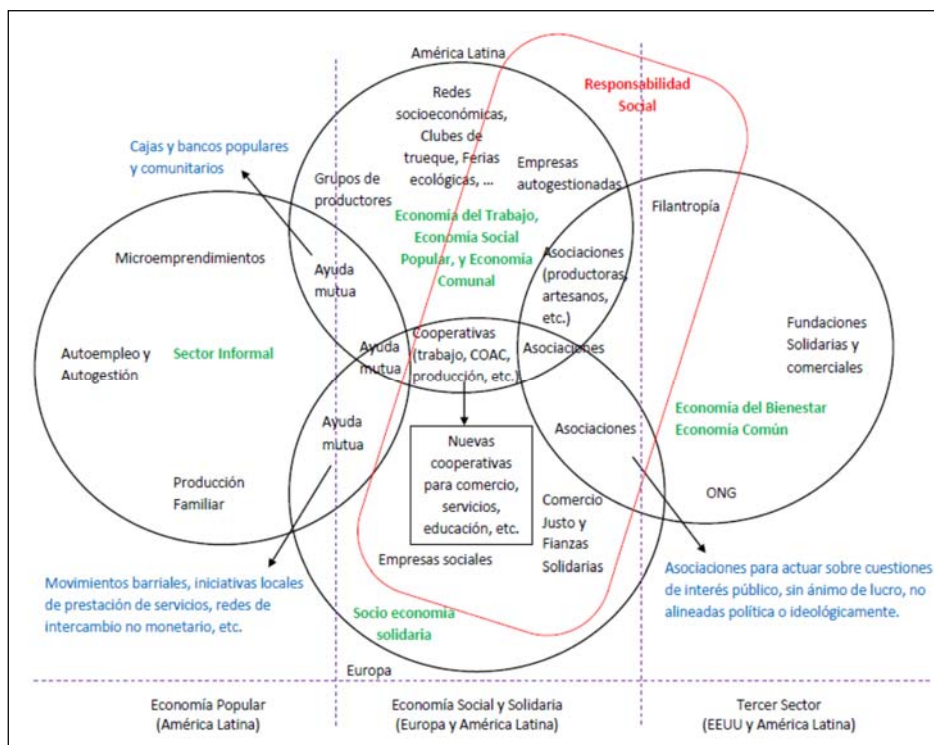 América Latina
Responsabilidad
Social
Redes
socioeconómicas,
Clubes de
trueque, Ferias
ecológicas, ...
Cajas y bancos populares
y comunitarios
Empresas
autogestionadas
Grupos de
productores
Filantropía
Economía del Trabajo,
Economía Social
Popular, y Economía
Comunal
Microemprendimientos
Ayuda
mutua
Asociaciones
(productoras,
artesanos,
etc.)
Autoempleo y
Autogestión
Sector Informal
Ayuda
mutua
Cooperativas
(trabajo, COAC,
producción, etc.)
Asociaciones
Fundaciones
Solidarias y
comerciales
Economía del Bienestar
Economía Común
Ayuda
mutua
Asociaciones
Nuevas
cooperativas
para comercio,
servicios,
educación, etc.
Producción
Familiar
ONG
Comercio
Justo y
Fianzas
Solidarias
Empresas sociales
Movimientos barriales, iniciativas locales
de prestación de servicios, redes de
intercambio no monetario, etc.
Asociaciones para actuar sobre cuestiones
de interés público, sin ánimo de lucro, no
alineadas política o ideológicamente.
Socio economía
solidaria
Europa
Economía Popular
(América Latina)
Economía Social y Solidaria
(Europa y América Latina)
Tercer Sector
(EEUU y América Latina)